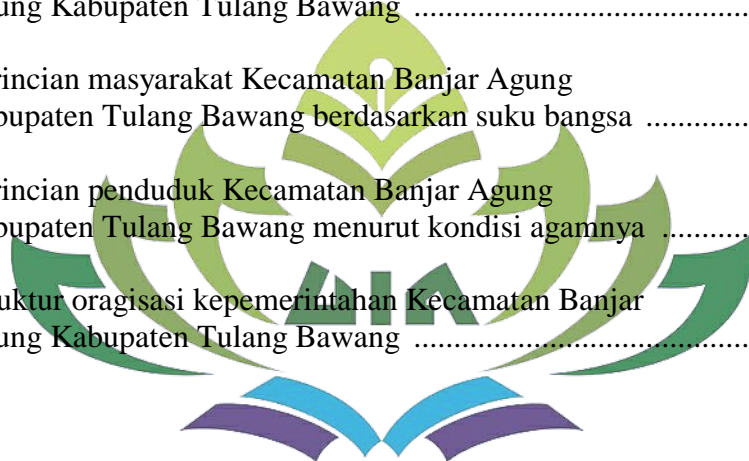 ung Kabupaten Tulang Bawang ........................................
rincian masyarakat Kecamatan Banjar Agung
bupaten Tulang Bawang berdasarkan suku bangsa .............
rincian penduduk Kecamatan Banjar Agung
bupaten Tulang Bawang menurut kondisi agamnya ...........
uktur oragisasi kepemerintahan Kecamatan Banjar
ung Kabupaten Tulang Bawang ........................................